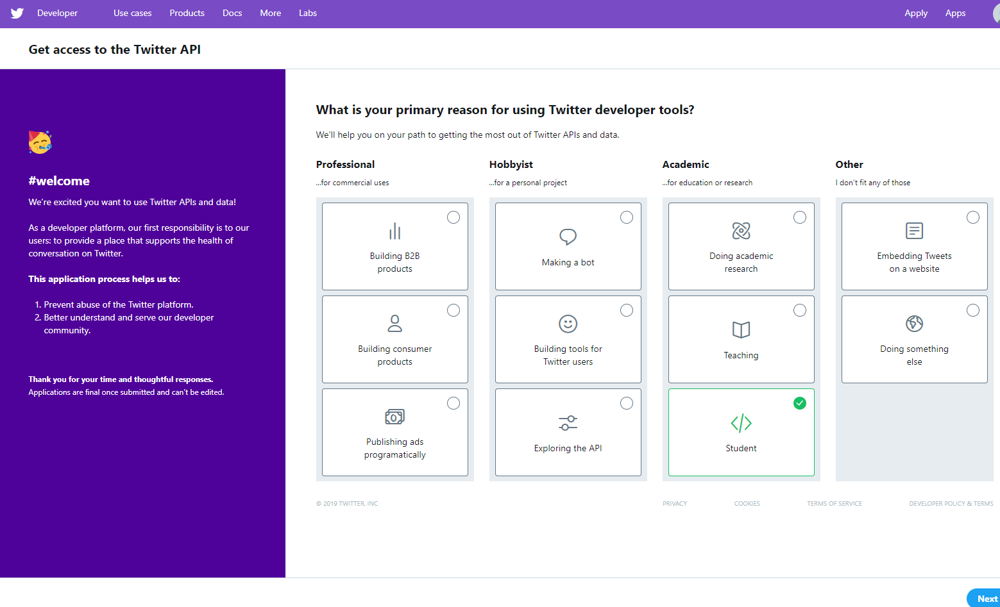 Developer
Use cases
Products
Docs
More
Labs
Apply
Apps
Get access to the Twitter API
#welcome
We're excited you want to use Twitter APIs and data!
As a developer platform, our first responsibility is to our
users: to provide a place that supports the health of
conversation on Twitter.
This application process helps us to:
1. Prevent abuse of the Twitter platform.
2. Better understand and serve our developer
community.
Thank you for your time and thoughtful responses.
Applications are final once submitted and can't be edited.
What is your primary reason for using Twitter developer tools?
We'll help you on your path to getting the most out of Twitter APIs and data.
Professional
...for commercial uses
Building B2B
products
Building consumer
products
Publishing ads
programatically
Hobbyist
...for a personal project
Making a bot
Building tools for
Twitter users
Exploring the API
Academic
...for education or research
Doing academic
research
Teaching
Student
Other
I don't fit any of those
Embedding Tweets
on a website
Doing something
else
© 2019 TWITTER, INC
PRIVACY
COOKIES
TERMS OF SERVICE
DEVELOPER POLICY & TERMS
Next